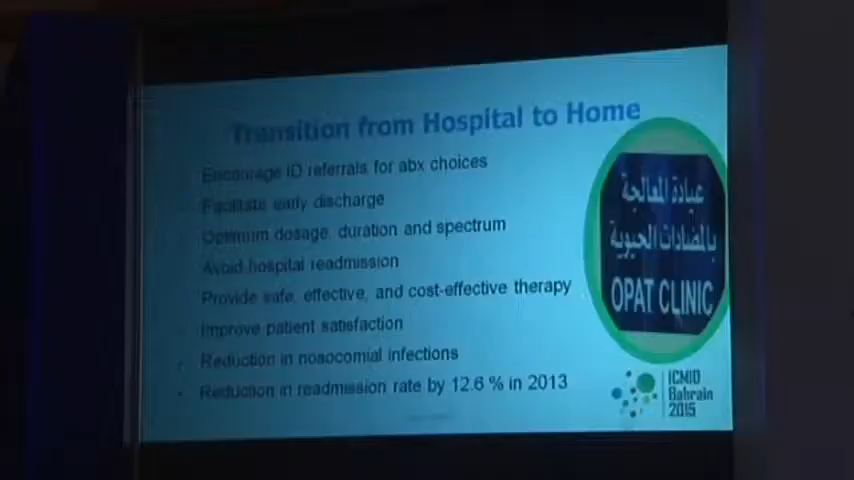 Transition from Hospital to Home
Encourage ID referrals for abx choices
Facilitate early discharge
Optimum dosage, duration and spectrum
Avoid hospital readmission
Provide safe, effective, and cost-effective therapy
Improve patient satisfaction
Reduction in nosocomial infections
Reduction in readmission rate by 12.6 % in 2013
عيادة المعالجة
بالمضادات الحيوية
OPAT CLINIC
ICMID
Bahrain
2015